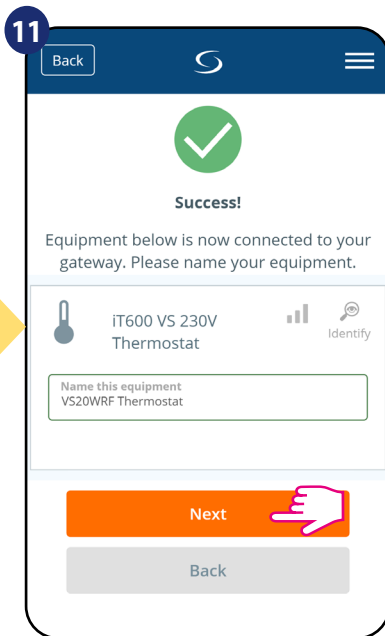 11
Back
Success!
Equipment below is now connected to your
gateway. Please name your equipment.
iT600 VS 230V
Thermostat
Identify
Name this equipment
VS20WRF Thermostat
Next
Back